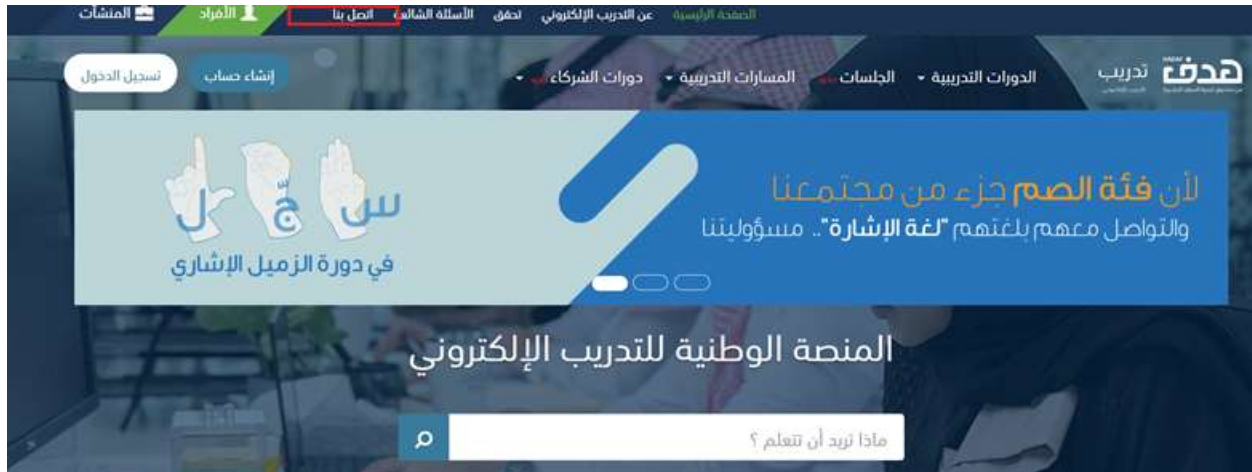 الصفحة الرئيسية عن التدريب الإلكتروني تحقق الأسئلة الشائعة اتصل بنا الأفراد المنشآت
هدف تدريب الدورات التدريبية الجلسات المسارات التدريبية دورات الشركاء إنشاء حساب تسجيل الدخول
لأن فئة الصم جزء من مجتمعنا
والتواصل معهم بلغتهم "لغة الإشارة".. مسؤوليتنا
س جّ ل
في دورة الزميل الإشاري
المنصة الوطنية للتدريب الإلكتروني
ماذا تريد أن تتعلم ؟